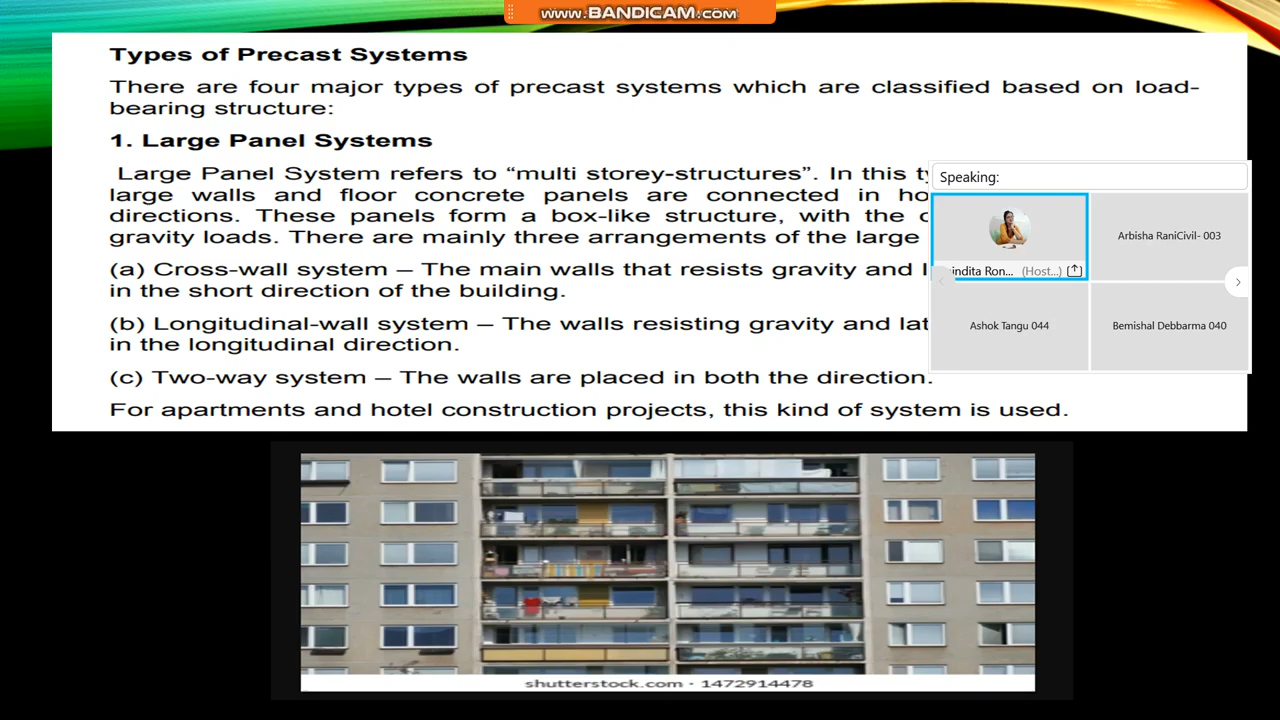 www.BANDICAM.com
Types of Precast Systems
There are four major types of precast systems which are classified based on load-
bearing structure:
1. Large Panel Systems
Large Panel System refers to “multi storey-structures”. In this
large walls and floor concrete panels are connected in
directions. These panels form a box-like structure, with the
gravity loads. There are mainly three arrangements of the large
(a) Cross-wall system – The main walls that resists gravity and
in the short direction of the building.
(b) Longitudinal-wall system – The walls resisting gravity and
in the longitudinal direction.
(c) Two-way system – The walls are placed in both the direction.
For apartments and hotel construction projects, this kind of system is used.
Speaking:
Arbisha RaniCivil- 003
indita Ron... (Host...)
Ashok Tangu 044
Bemishal Debbarma 040
shutterstock.com · 1472914478